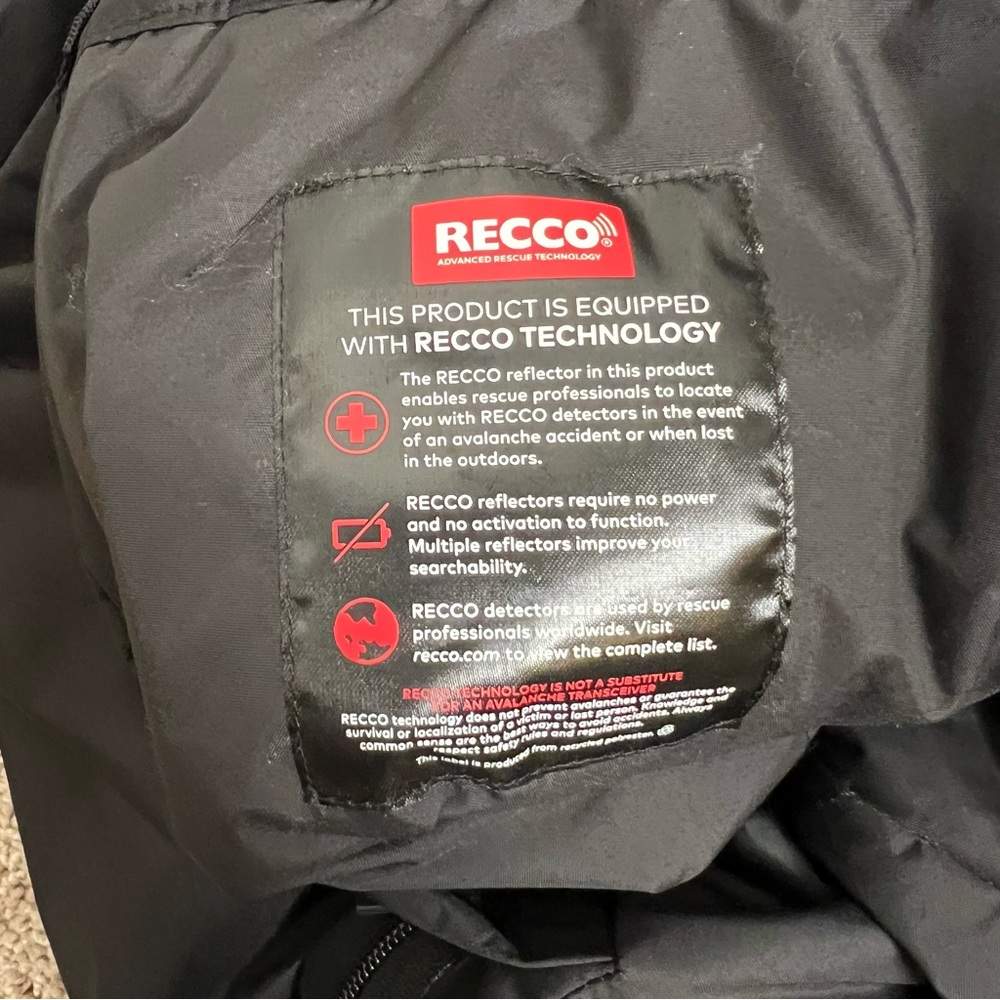 RECCO®
ADVANCED RESCUE TECHNOLOGY
THIS PRODUCT IS EQUIPPED
WITH RECCO TECHNOLOGY
The RECCO reflector in this product
enables rescue professionals to locate
you with RECCO detectors in the event
of an avalanche accident or when lost
in the outdoors.
RECCO reflectors require no power
and no activation to function.
Multiple reflectors improve your
searchability.
RECCO detectors are used by rescue
professionals worldwide. Visit
recco.com to view the complete list.
RECCO TECHNOLOGY IS NOT A SUBSTITUTE
FOR AN AVALANCHE TRANSCEIVER
RECCO technology does not prevent avalanches or guarantee the
survival or localization of a victim or lost person. Knowledge and
common sense are the best ways to avoid accidents. Always
respect safety rules and regulations.
This label is produced from recycled polyester.